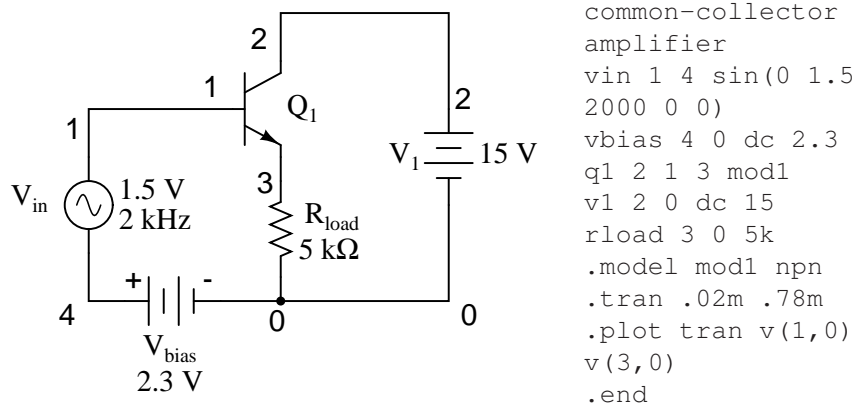 2
1
Q1
1
2
V1
15 V
3
Vin
1.5 V
2 kHz
Rload
5 kΩ
+
-
4
0
0
Vbias
2.3 V
common-collector
amplifier
vin 1 4 sin(0 1.5
2000 0 0)
vbias 4 0 dc 2.3
q1 2 1 3 mod1
v1 2 0 dc 15
rload 3 0 5k
.model mod1 npn
.tran .02m .78m
.plot tran v(1,0)
v(3,0)
.end